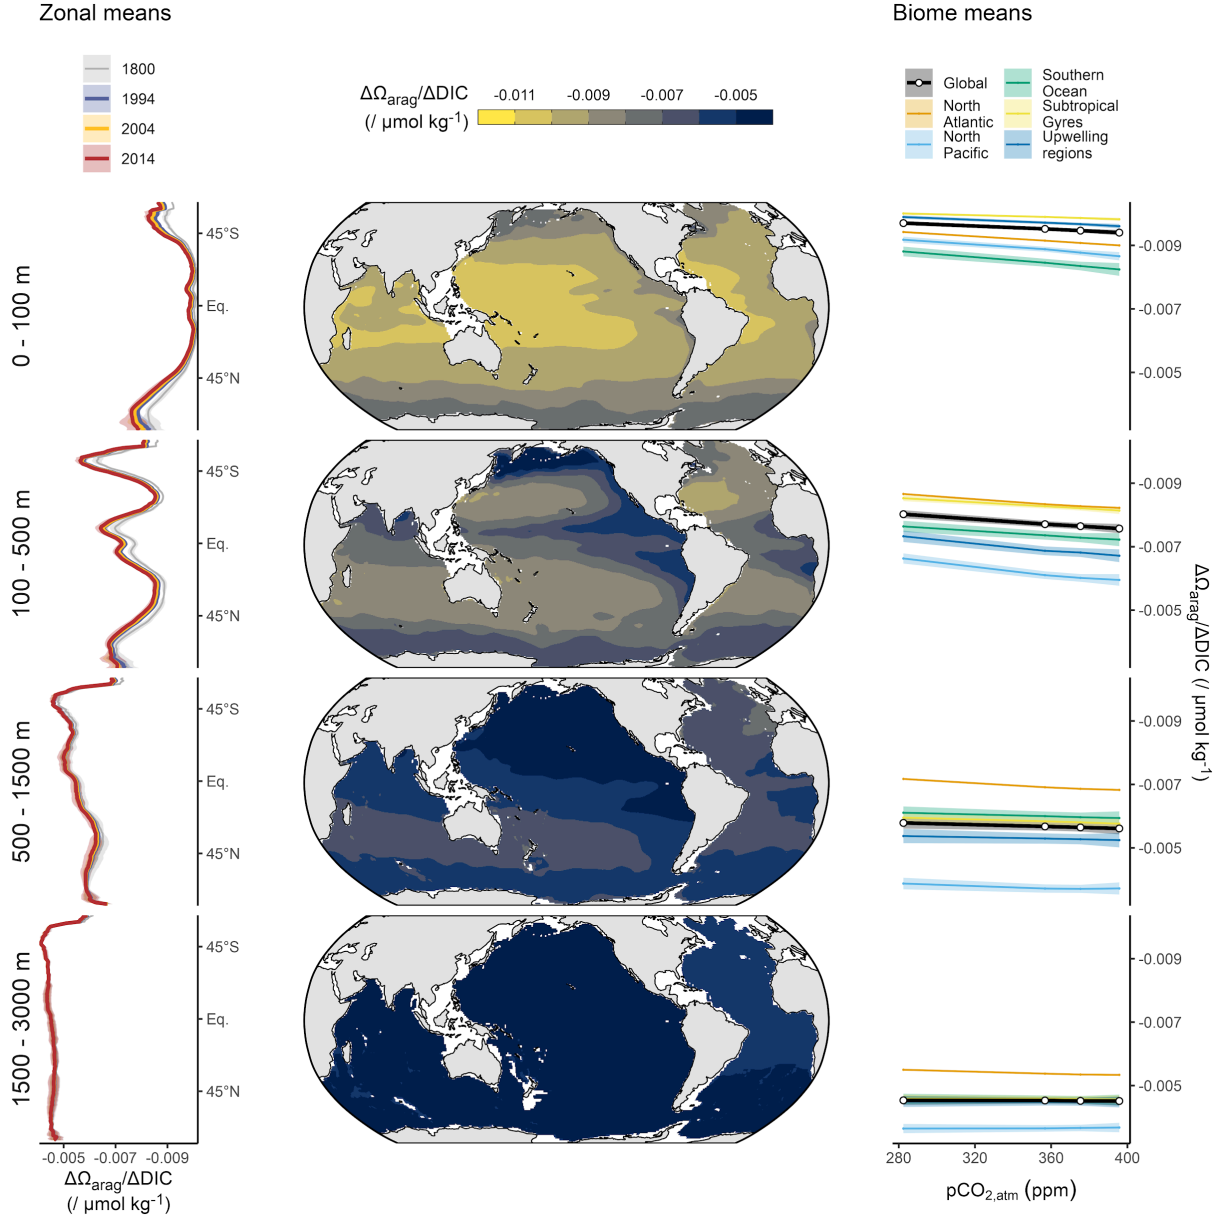 Zonal means
Biome means
1800
1994
2004
2014
ΔΩarag/ΔDIC
(/ μmol kg-1)
-0.011 -0.009 -0.007 -0.005
Global
North
Atlantic
North
Pacific
Southern
Ocean
Subtropical
Gyres
Upwelling
regions
0 - 100 m
45°S
Eq.
45°N
-0.009
-0.007
-0.005
100 - 500 m
45°S
Eq.
45°N
-0.009
-0.007
-0.005
500 - 1500 m
45°S
Eq.
45°N
-0.009
-0.007
-0.005
1500 - 3000 m
45°S
Eq.
45°N
-0.009
-0.007
-0.005
ΔΩarag/ΔDIC (/ μmol kg-1)
-0.005 -0.007 -0.009
ΔΩarag/ΔDIC
(/ μmol kg-1)
280 320 360 400
pCO2,atm (ppm)